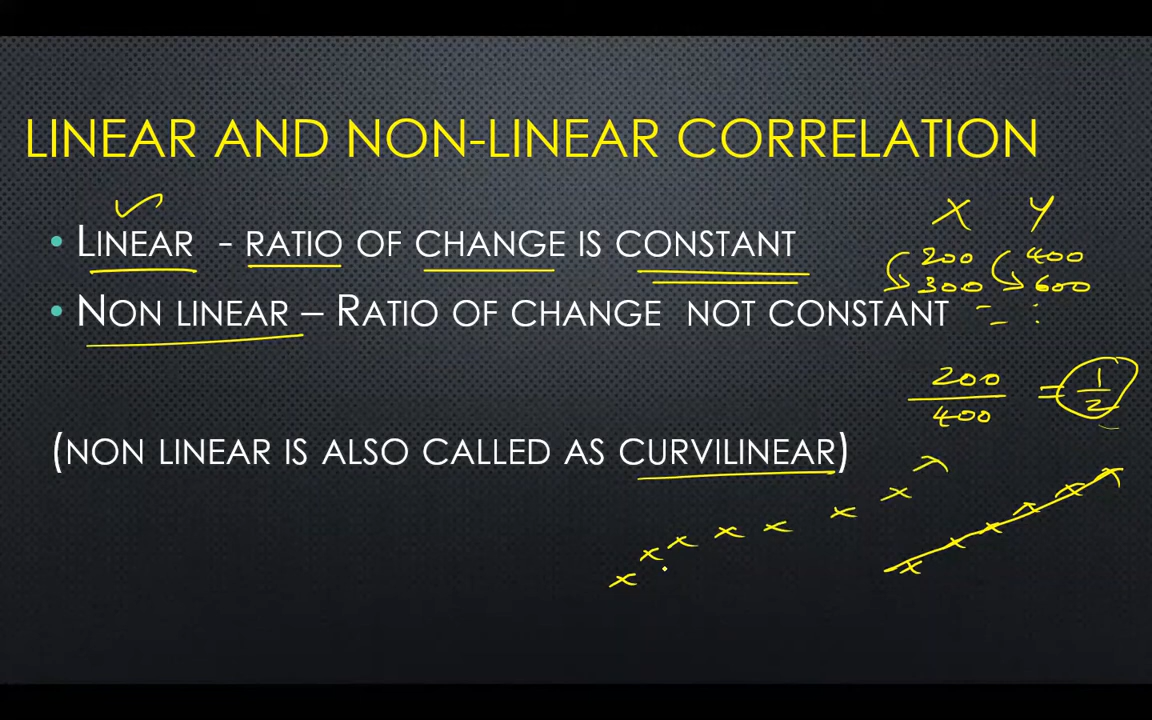 LINEAR AND NON-LINEAR CORRELATION
• LINEAR - RATIO OF CHANGE IS CONSTANT
• NON LINEAR – RATIO OF CHANGE NOT CONSTANT
(NON LINEAR IS ALSO CALLED AS CURVILINEAR)
X Y
200 400
300 600
200/400 = 1/2